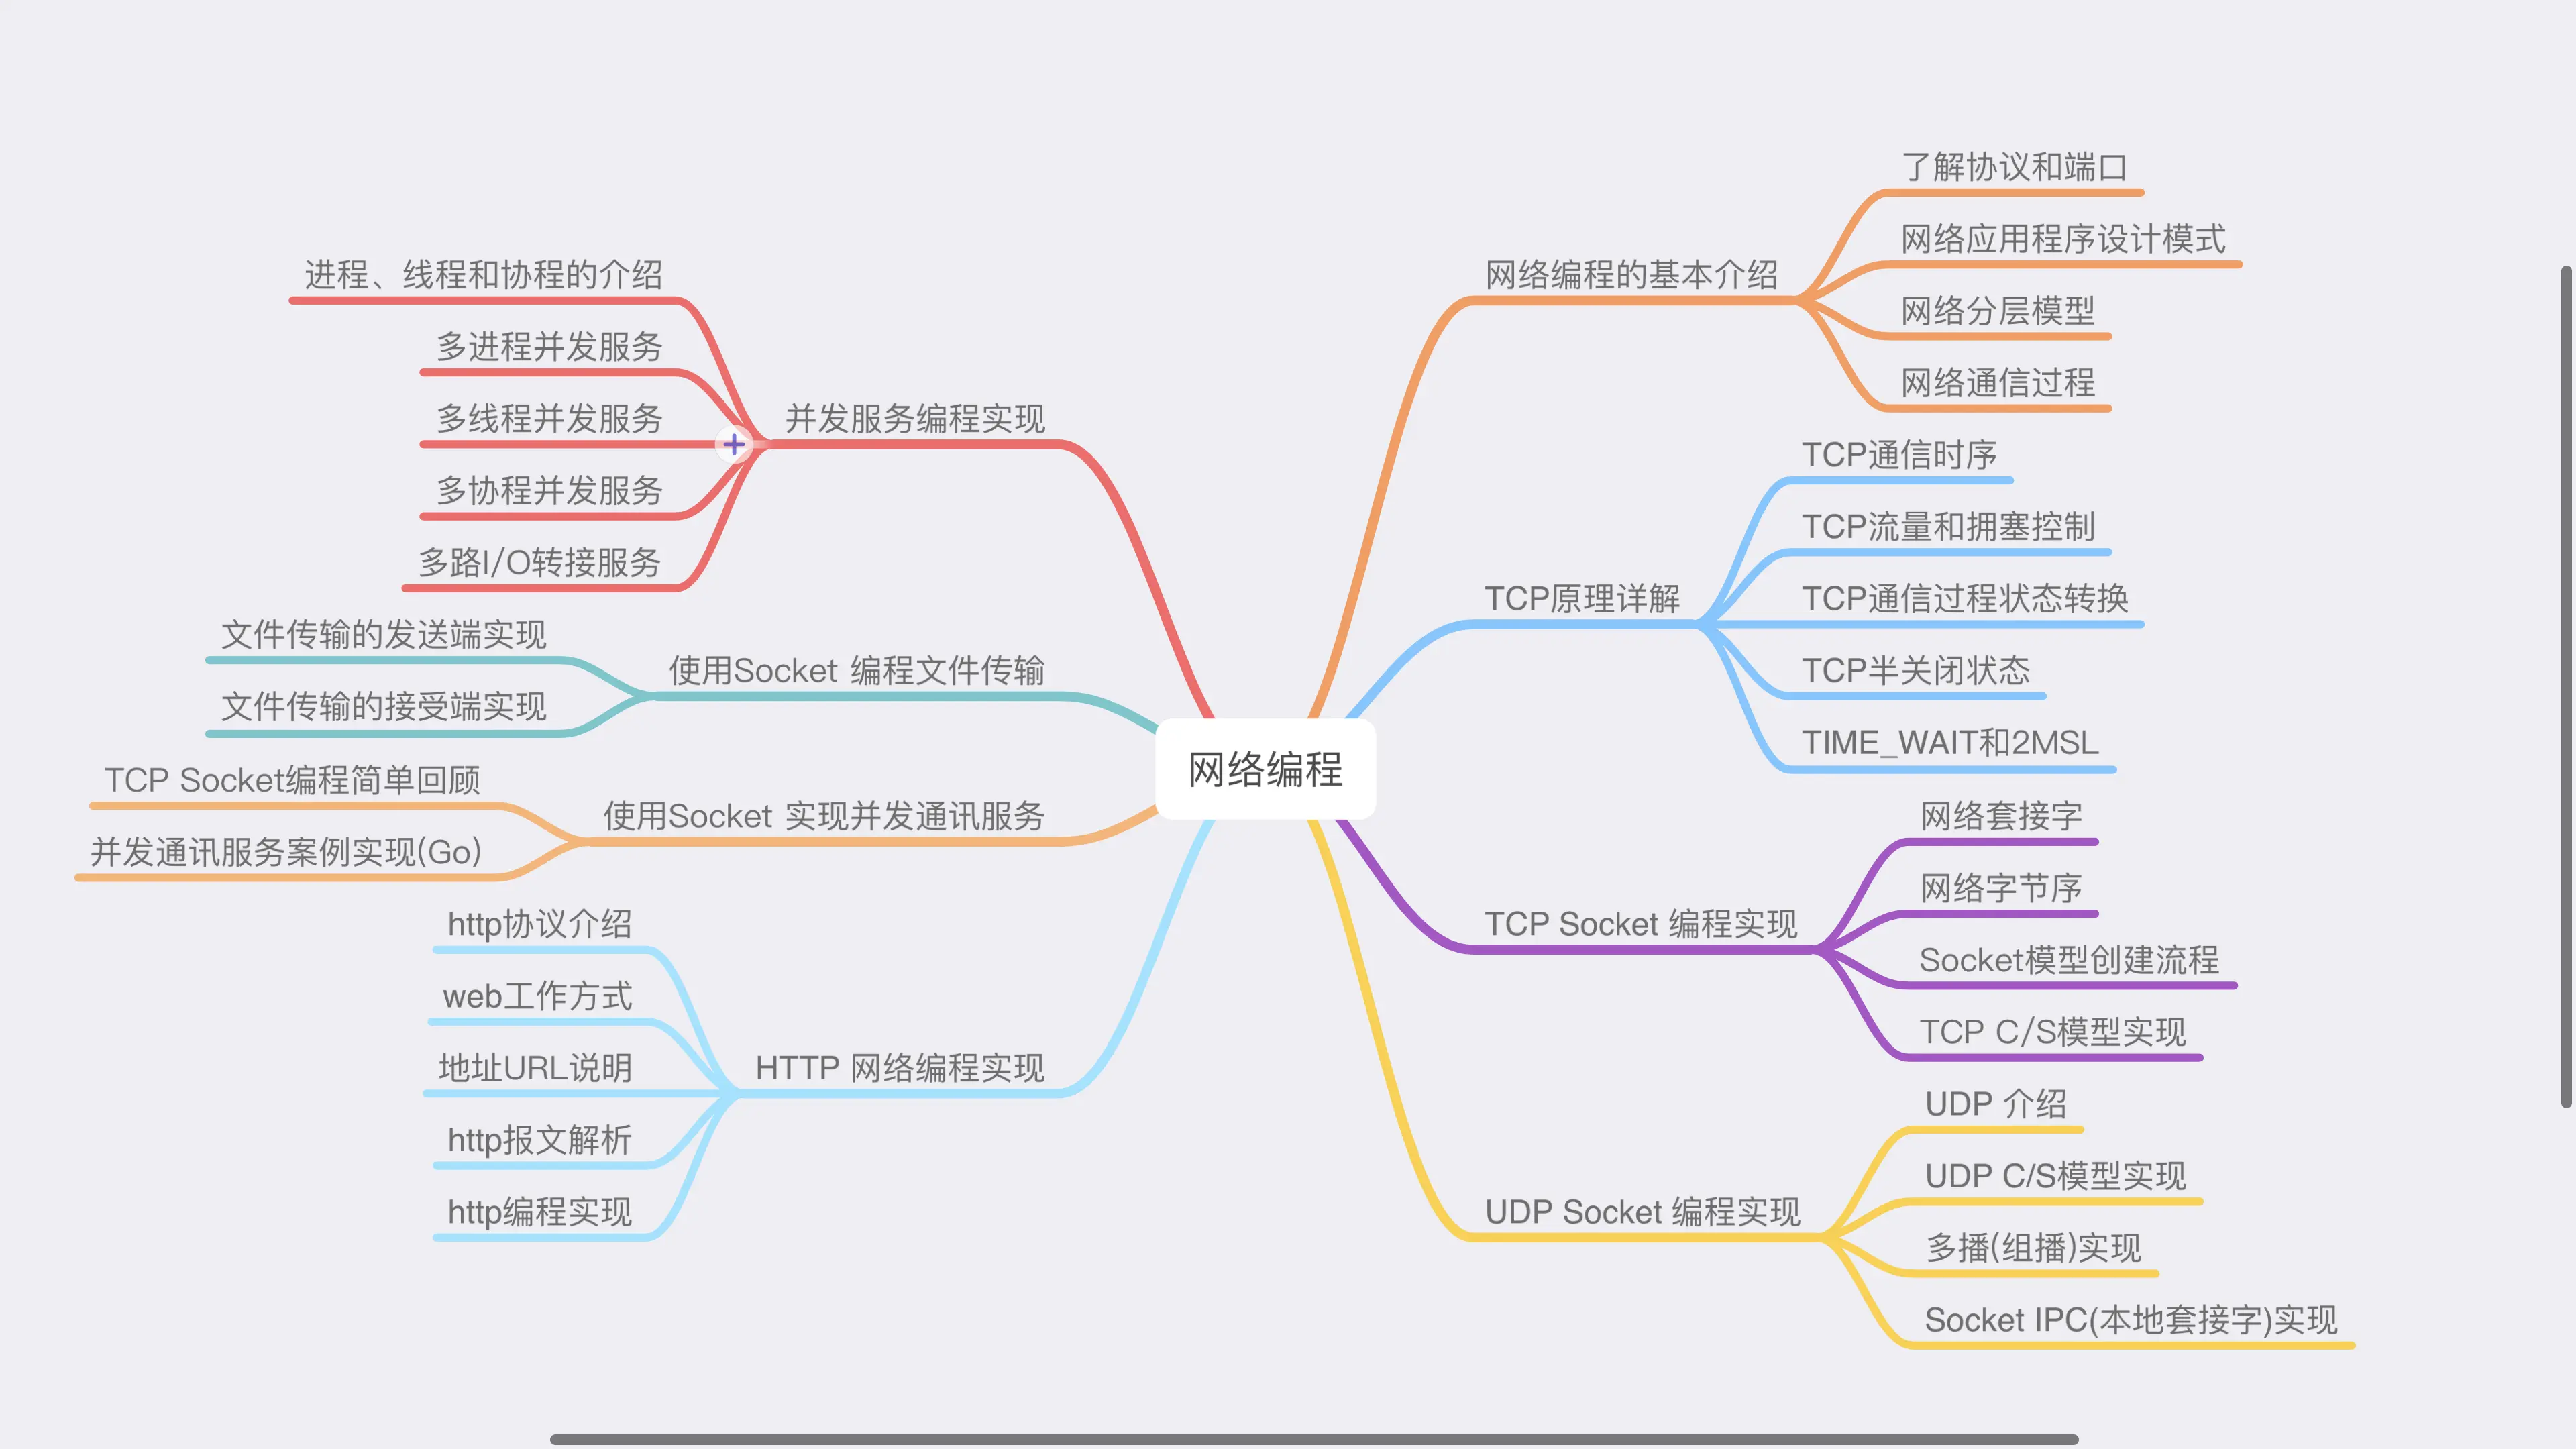 网络编程
网络编程的基本介绍
了解协议和端口
网络应用程序设计模式
网络分层模型
网络通信过程
TCP原理详解
TCP通信时序
TCP流量和拥塞控制
TCP通信过程状态转换
TCP半关闭状态
TIME_WAIT和2MSL
TCP Socket 编程实现
网络套接字
网络字节序
Socket模型创建流程
TCP C/S模型实现
UDP Socket 编程实现
UDP 介绍
UDP C/S模型实现
多播(组播)实现
Socket IPC(本地套接字)实现
并发服务编程实现
进程、线程和协程的介绍
多进程并发服务
多线程并发服务
多协程并发服务
多路I/O转接服务
使用Socket 编程文件传输
文件传输的发送端实现
文件传输的接受端实现
使用Socket 实现并发通讯服务
TCP Socket编程简单回顾
并发通讯服务案例实现(Go)
HTTP 网络编程实现
http协议介绍
web工作方式
地址URL说明
http报文解析
http编程实现